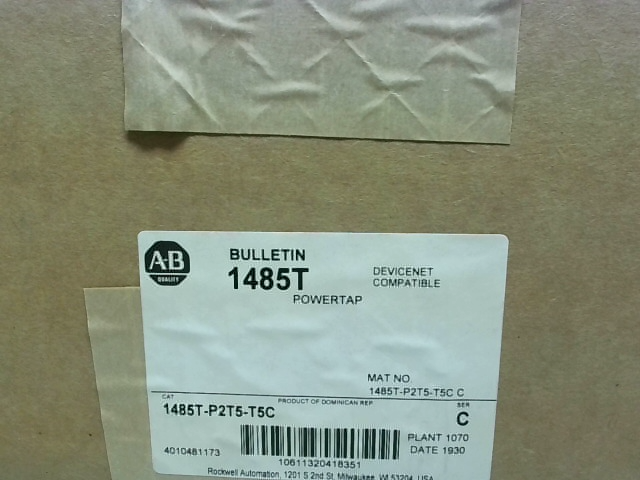 A-B
QUALITY
BULLETIN
1485T
POWERTAP
DEVICENET
COMPATIBLE
MAT NO
1485T-P2T5-T5C C
CAT
PRODUCT OF DOMINICAN REP.
SER
1485T-P2T5-T5C
C
PLANT 1070
4010481173
DATE 1930
10611320418351
Rockwell Automation, 1201 S 2nd St, Milwaukee, WI 53204, USA